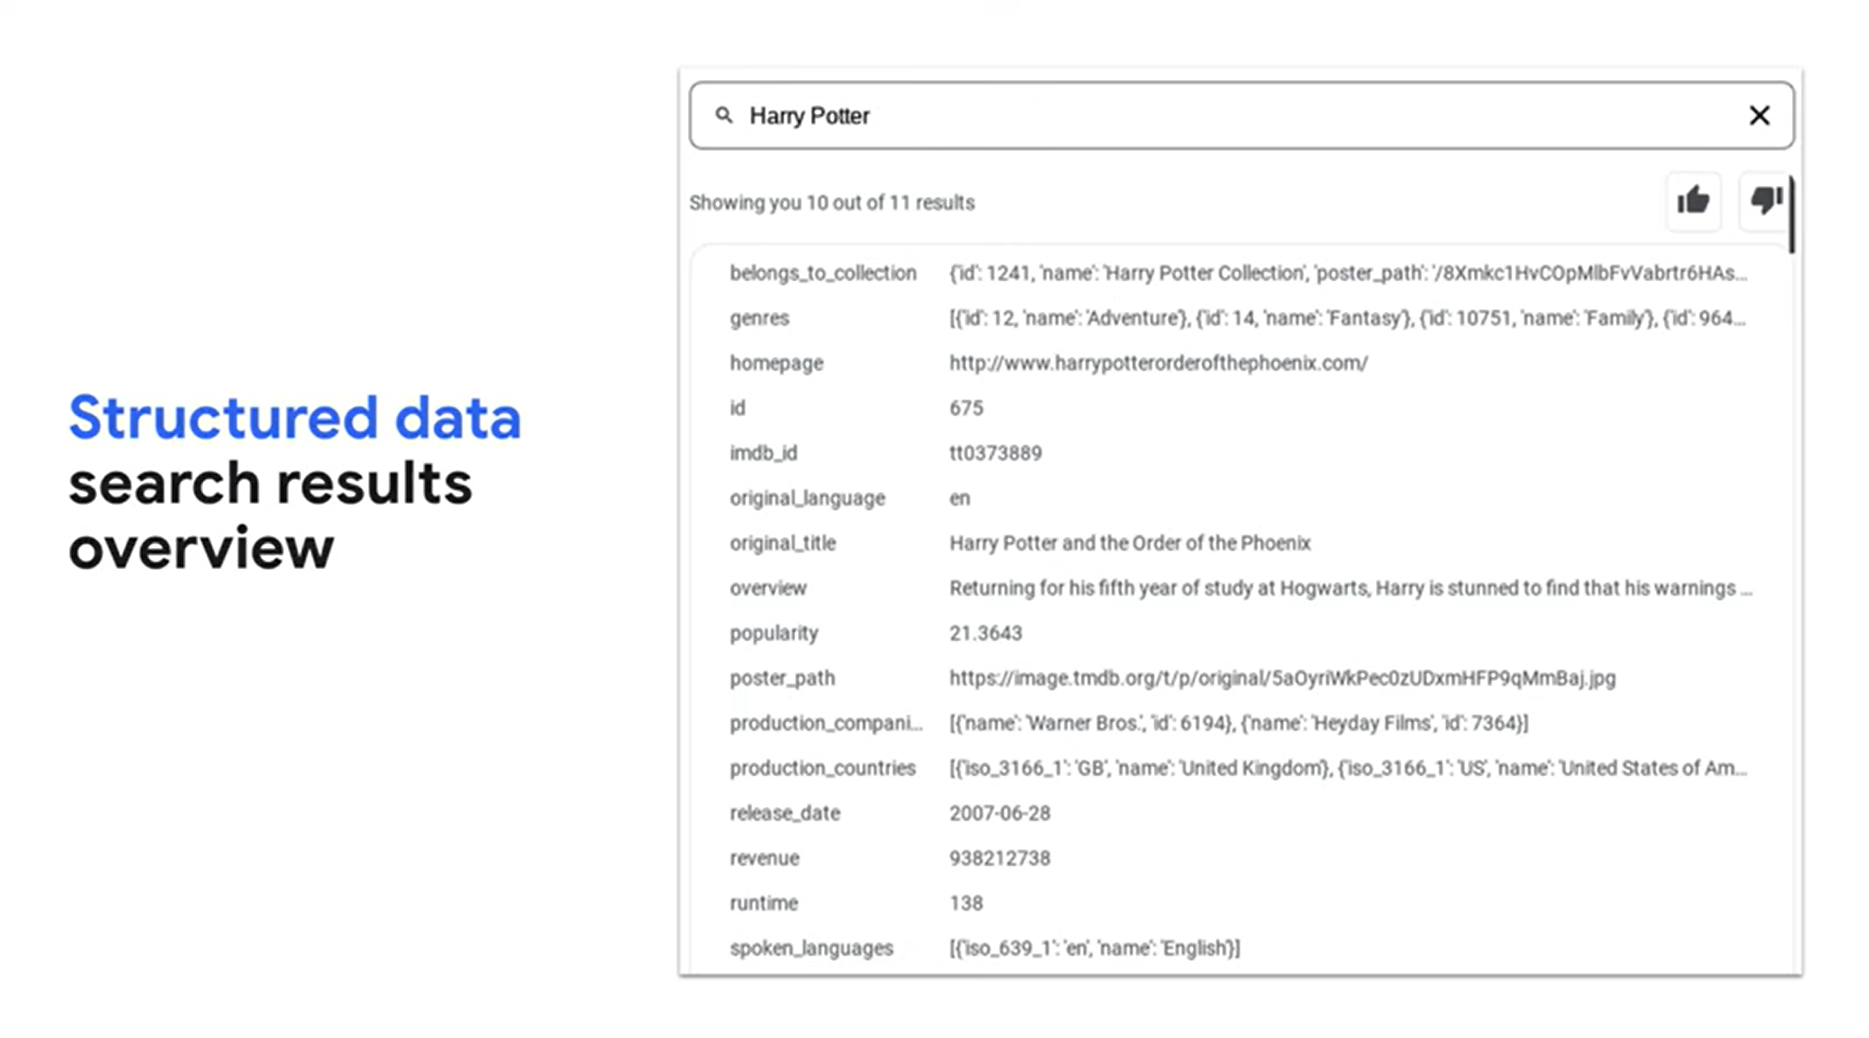 Structured data
search results
overview
Harry Potter
Showing you 10 out of 11 results
belongs_to_collection {'id': 1241, 'name': 'Harry Potter Collection', 'poster_path': '/8Xmkc1HvCOpMlbFvVabrtr6HAs...
genres [{'id': 12, 'name': 'Adventure'}, {'id': 14, 'name': 'Fantasy'}, {'id': 10751, 'name': 'Family'}, {'id': 964...
homepage http://www.harrypotterorderofthephoenix.com/
id 675
imdb_id tt0373889
original_language en
original_title Harry Potter and the Order of the Phoenix
overview Returning for his fifth year of study at Hogwarts, Harry is stunned to find that his warnings ...
popularity 21.3643
poster_path https://image.tmdb.org/t/p/original/5aOyriWkPec0zUDxmHFP9qMmBaj.jpg
production_compani... [{'name': 'Warner Bros.', 'id': 6194}, {'name': 'Heyday Films', 'id': 7364}]
production_countries [{'iso_3166_1': 'GB', 'name': 'United Kingdom'}, {'iso_3166_1': 'US', 'name': 'United States of Am...
release_date 2007-06-28
revenue 938212738
runtime 138
spoken_languages [{'iso_639_1': 'en', 'name': 'English'}]